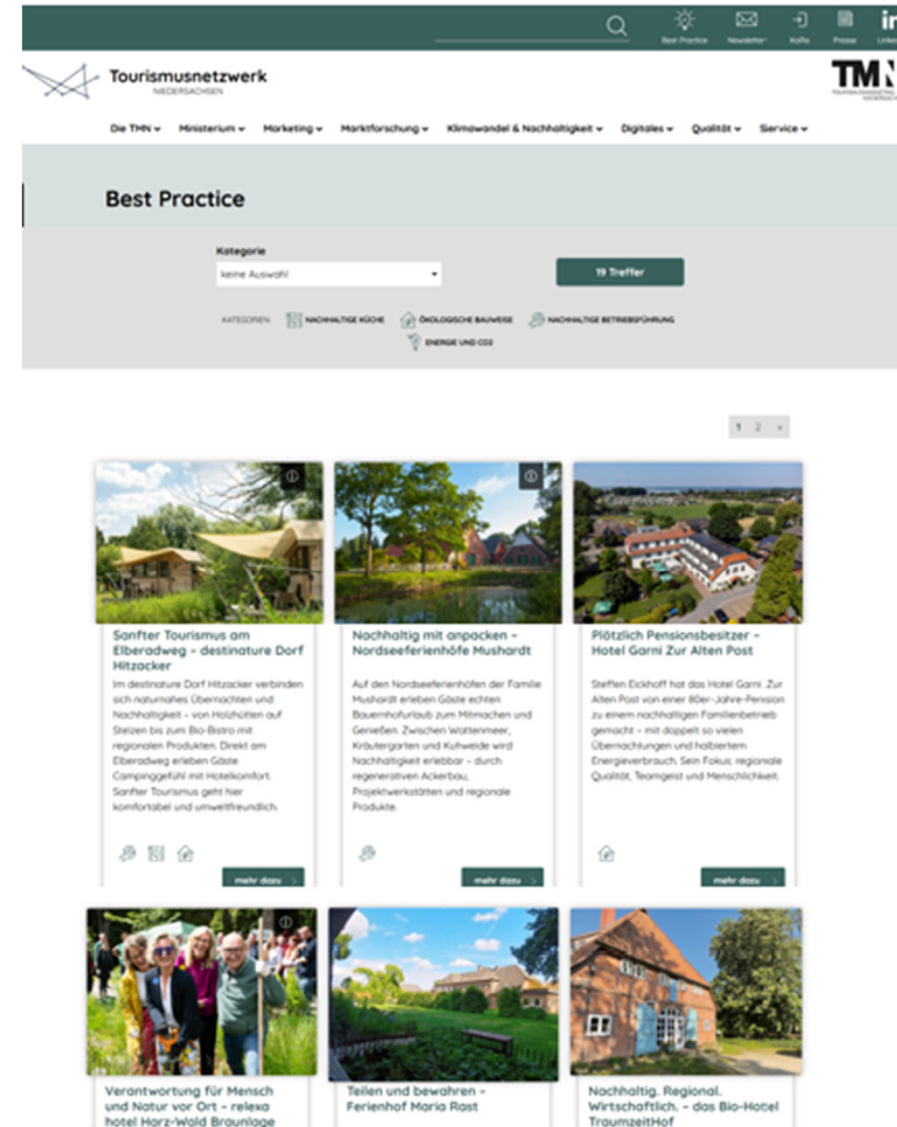 Best Practice
Newsletter
KoRa
Presse
Tourismusnetzwerk
NIEDERSACHSEN
TMN
Die TMN
Ministerium
Marketing
Marktforschung
Klimawandel & Nachhaltigkeit
Digitales
Qualität
Service
Best Practice
Kategorie
keine Auswahl
19 Treffer
KATEGORIEN:
NACHHALTIGE KÜCHE
ÖKOLOGISCHE BAUWEISE
NACHHALTIGE BETRIEBSFÜHRUNG
ENERGIE UND CO2
1 2 »
Sanfter Tourismus am
Elberadweg – destinature Dorf
Hitzacker
Im destinature Dorf Hitzacker verbinden
sich naturnahes Übernachten und
Nachhaltigkeit – von Holzhütten auf
Stelzen bis zum Bio-Bistro mit
regionalen Produkten. Direkt am
Elberadweg erleben Gäste
Campinggefühl mit Hotelkomfort.
Sanfter Tourismus geht hier
komfortabel und umweltfreundlich.
mehr dazu
Nachhaltig mit anpacken –
Nordseeferienhöfe Mushardt
Auf den Nordseeferienhöfen der Familie
Mushardt erleben Gäste echten
Bauernhofurlaub zum Mitmachen und
Genießen. Zwischen Wattenmeer,
Kräutergarten und Kuhweide wird
Nachhaltigkeit erlebbar – durch
regenerativen Ackerbau,
Projektwerkstätten und regionale
Produkte.
mehr dazu
Plötzlich Pensionsbesitzer –
Hotel Garni Zur Alten Post
Steffen Eickhoff hat das Hotel Garni Zur
Alten Post von einer 80er-Jahre-Pension
zu einem nachhaltigen Familienbetrieb
gemacht – mit doppelt so vielen
Übernachtungen und halbiertem
Energieverbrauch. Sein Fokus: regionale
Qualität, Teamgeist und Menschlichkeit.
mehr dazu
Verantwortung für Mensch
und Natur vor Ort – relexa
hotel Harz-Wald Braunlage
Teilen und bewahren –
Ferienhof Maria Rast
Nachhaltig. Regional.
Wirtschaftlich. – das Bio-Hotel
TraumzeitHof